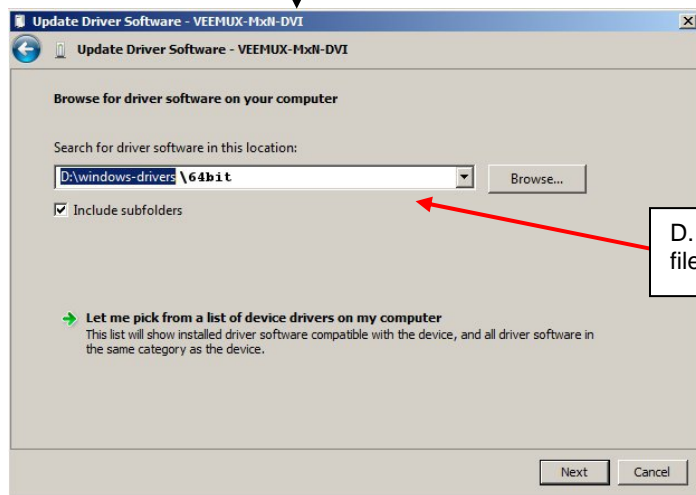 Update Driver Software - VEEMUX-MxN-DVI
Update Driver Software - VEEMUX-MxN-DVI
Browse for driver software on your computer
Search for driver software in this location:
D:\windows-drivers\64bit
Browse...
Include subfolders
D.
file
Let me pick from a list of device drivers on my computer
This list will show installed driver software compatible with the device, and all driver software in
the same category as the device.
Next Cancel